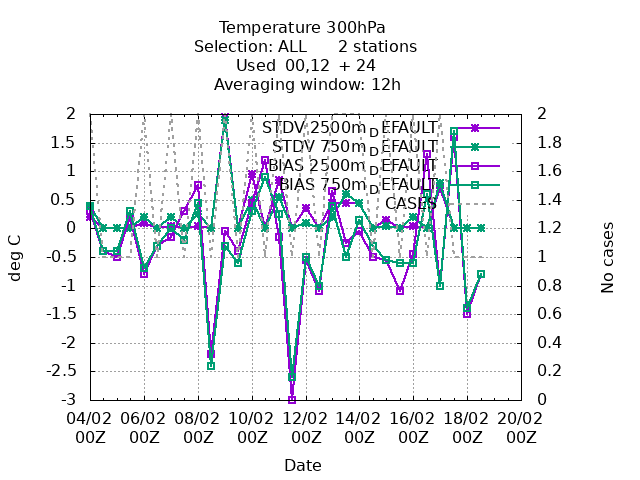 Temperature 300hPa
Selection: ALL      2 stations
Used  00,12  + 24
Averaging window: 12h
2
1.5
1
0.5
0
-0.5
-1
-1.5
-2
-2.5
-3
deg C
STDV 2500m_DEFAULT
STDV 750m_DEFAULT
BIAS 2500m_DEFAULT
BIAS 750m_DEFAULT
CASES
2
1.8
1.6
1.4
1.2
1
0.8
0.6
0.4
0.2
0
No cases
04/02 06/02 08/02 10/02 12/02 14/02 16/02 18/02 20/02
00Z 00Z 00Z 00Z 00Z 00Z 00Z 00Z 00Z
Date